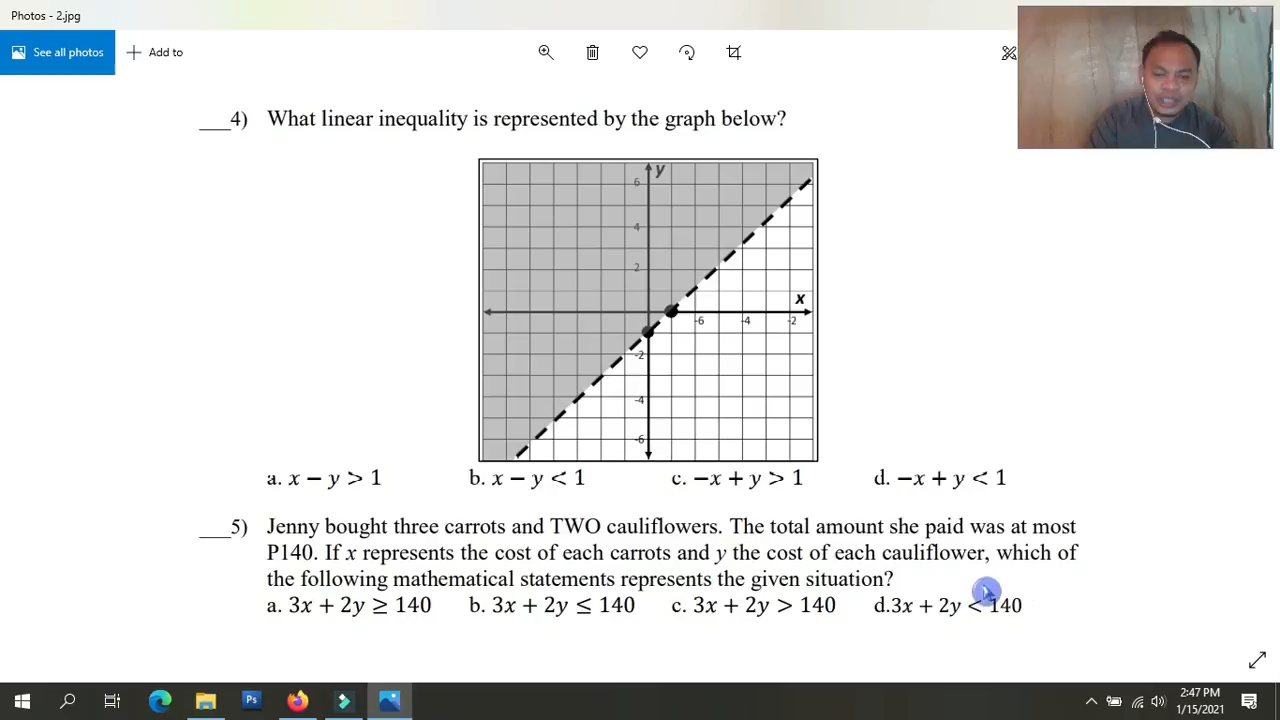 Photos - 2.jpg
See all photos
Add to
___4) What linear inequality is represented by the graph below?
y
6
4
2
x
-6 -4 -2
-2
-4
-6
a. x − y > 1 b. x − y < 1 c. −x + y > 1 d. −x + y < 1
___5) Jenny bought three carrots and TWO cauliflowers. The total amount she paid was at most
P140. If x represents the cost of each carrots and y the cost of each cauliflower, which of
the following mathematical statements represents the given situation?
a. 3x + 2y ≥ 140 b. 3x + 2y ≤ 140 c. 3x + 2y > 140 d.3x + 2y < 140
Ps
2:47 PM
1/15/2021